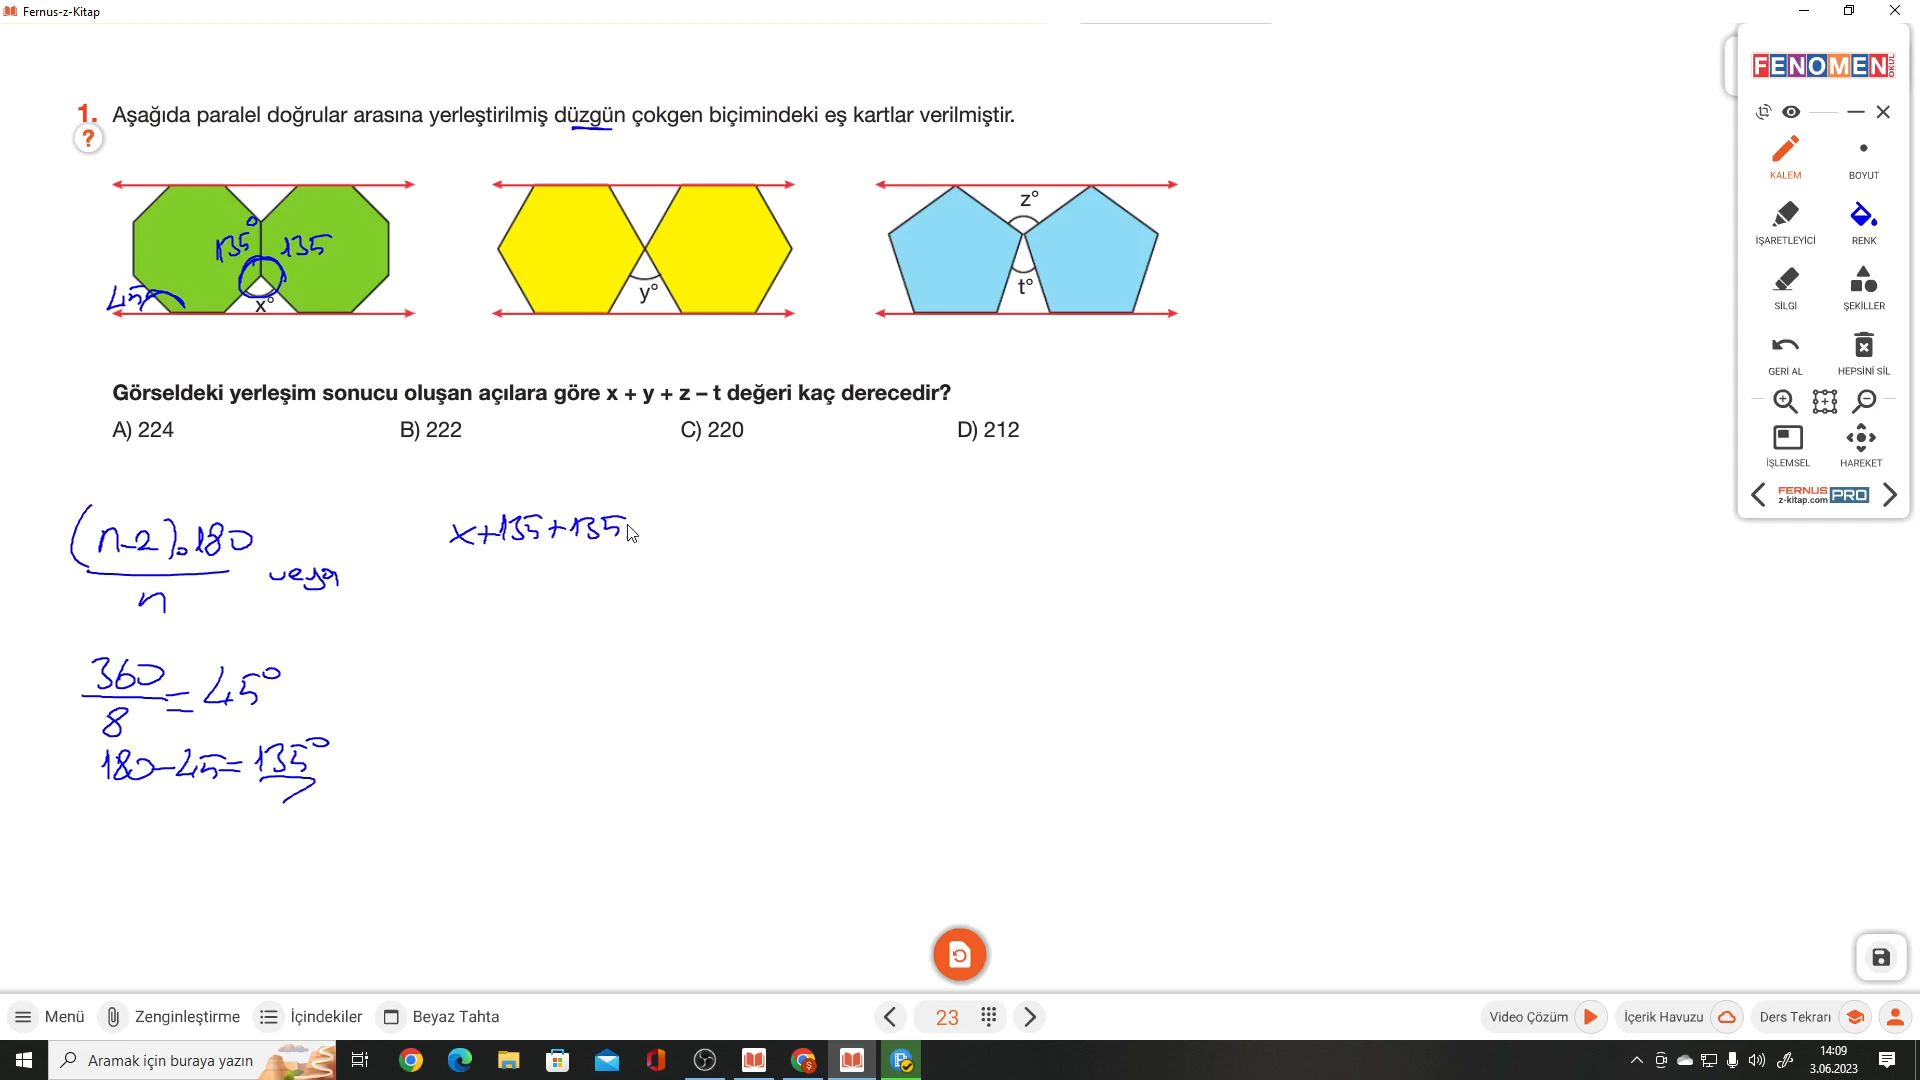 Fernus-z-Kitap
FENOMEN OKUL
1. Aşağıda paralel doğrular arasına yerleştirilmiş düzgün çokgen biçimindeki eş kartlar verilmiştir.
?
135° 135
45
x°
y°
z°
t°
Görseldeki yerleşim sonucu oluşan açılara göre x + y + z – t değeri kaç derecedir?
A) 224 B) 222 C) 220 D) 212
(n-2).180
n
veya
x+135+135
360
8
= 45°
180-45=135°
KALEM BOYUT
İŞARETLEYİCİ RENK
SİLGİ ŞEKİLLER
GERİ AL HEPSİNİ SİL
İŞLEMSEL HAREKET
FERNUS z-kitap.com PRO
Menü Zenginleştirme İçindekiler Beyaz Tahta 23 Video Çözüm İçerik Havuzu Ders Tekrarı
Aramak için buraya yazın
14:09
3.06.2023